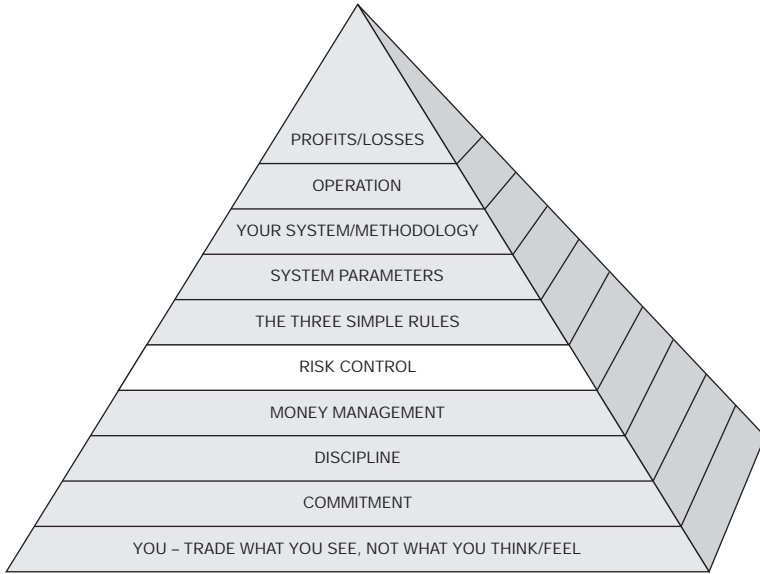 PROFITS/LOSSES
OPERATION
YOUR SYSTEM/METHODOLOGY
SYSTEM PARAMETERS
THE THREE SIMPLE RULES
RISK CONTROL
MONEY MANAGEMENT
DISCIPLINE
COMMITMENT
YOU – TRADE WHAT YOU SEE, NOT WHAT YOU THINK/FEEL